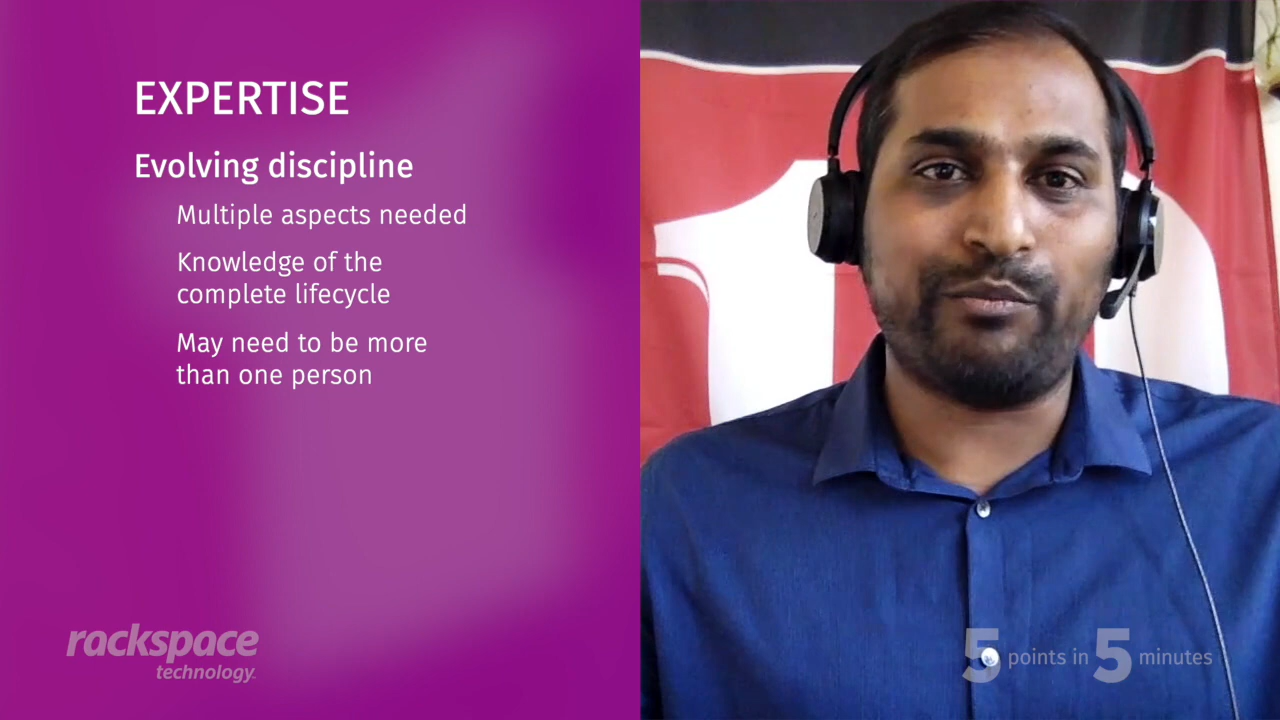 EXPERTISE
Evolving discipline
Multiple aspects needed
Knowledge of the
complete lifecycle
May need to be more
than one person
rackspace
technology.
5 points in 5 minutes